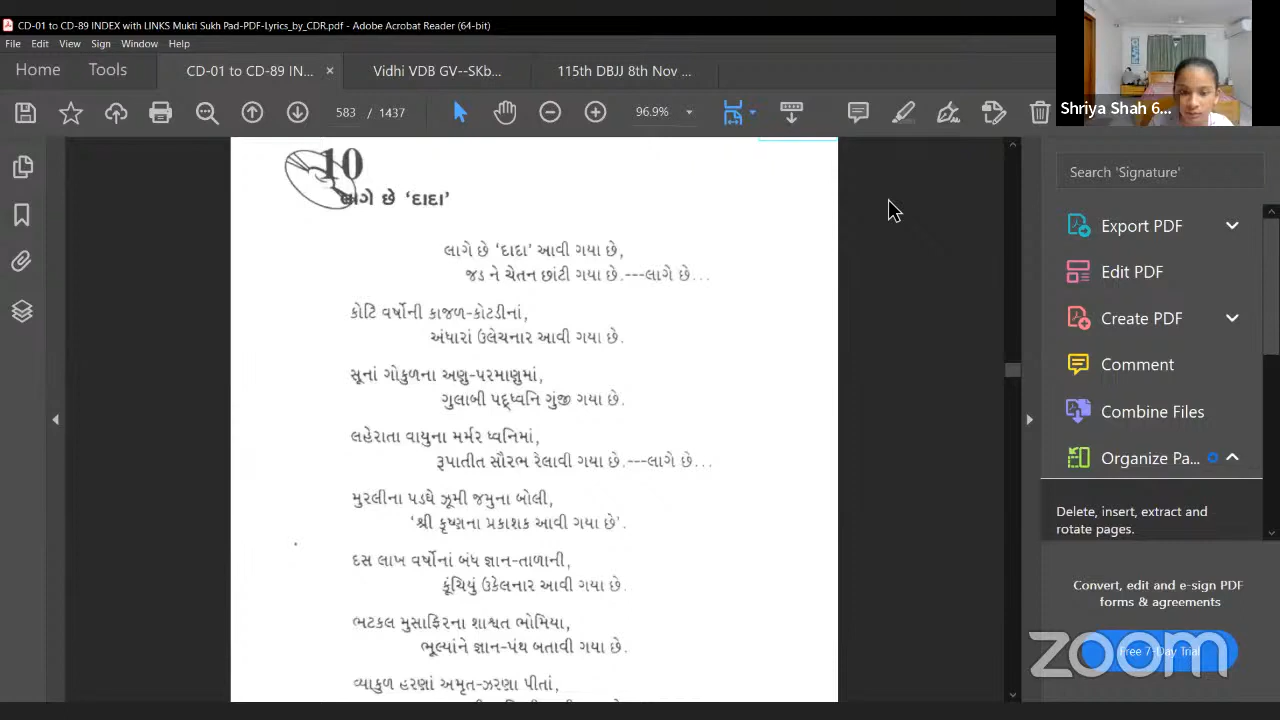 CD-01 to CD-89 INDEX with LINKS Mukti Sukh Pad-PDF-Lyrics_by_CDR.pdf - Adobe Acrobat Reader (64-bit)
File Edit View Sign Window Help
Home Tools CD-01 to CD-89 IN... × Vidhi VDB GV--SKb... 115th DBJJ 8th Nov ...
583 / 1437 96.9%
Shriya Shah 6...
Search 'Signature'
Export PDF
Edit PDF
Create PDF
Comment
Combine Files
Organize Pa...
Delete, insert, extract and
rotate pages.
Convert, edit and e-sign PDF
forms & agreements
Free 7-Day Trial
zoom
10
લાગે છે ‘દાદા’
લાગે છે ‘દાદા’ આવી ગયા છે,
જડ ને ચેતન છાંટી ગયા છે.---લાગે છે...
કોટિ વર્ષોની કાજળ-કોટડીનાં,
અંધારાં ઉલેચનાર આવી ગયા છે.
સૂનાં ગોકુળના અણુ-પરમાણુમાં,
ગુલાબી પદ્ધ્વનિ ગુંજી ગયા છે.
લહેરાતા વાયુના મર્મર ધ્વનિમાં,
રૂપાતીત સૌરભ રેલાવી ગયા છે.---લાગે છે...
મુરલીના પડઘે ઝૂમી જમુના બોલી,
‘શ્રી કૃષ્ણના પ્રકાશક આવી ગયા છે’.
દસ લાખ વર્ષોનાં બંધ જ્ઞાન-તાળાની,
કૂંચિયું ઉકેલનાર આવી ગયા છે.
ભટકલ મુસાફિરના શાશ્વત ભોમિયા,
ભૂલ્યાંને જ્ઞાન-પંથ બતાવી ગયા છે.
વ્યાકુળ હરણાં અમૃત-ઝરણા પીતાં,